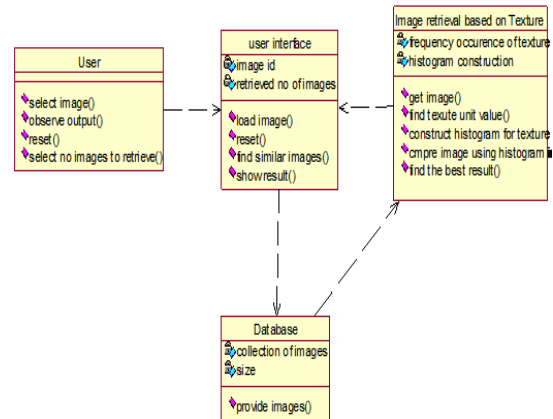 User
select image()
observe output()
reset()
select no images to retrieve()
user interface
image id
retrieved no of images
load image()
reset()
find similar images()
show result()
Image retrieval based on Texture
frequency occurence of texture
histogram construction
get image()
find texute unit value()
construct histogram for texture
cmpre image using histogram
find the best result()
Database
collection of images
size
provide images()